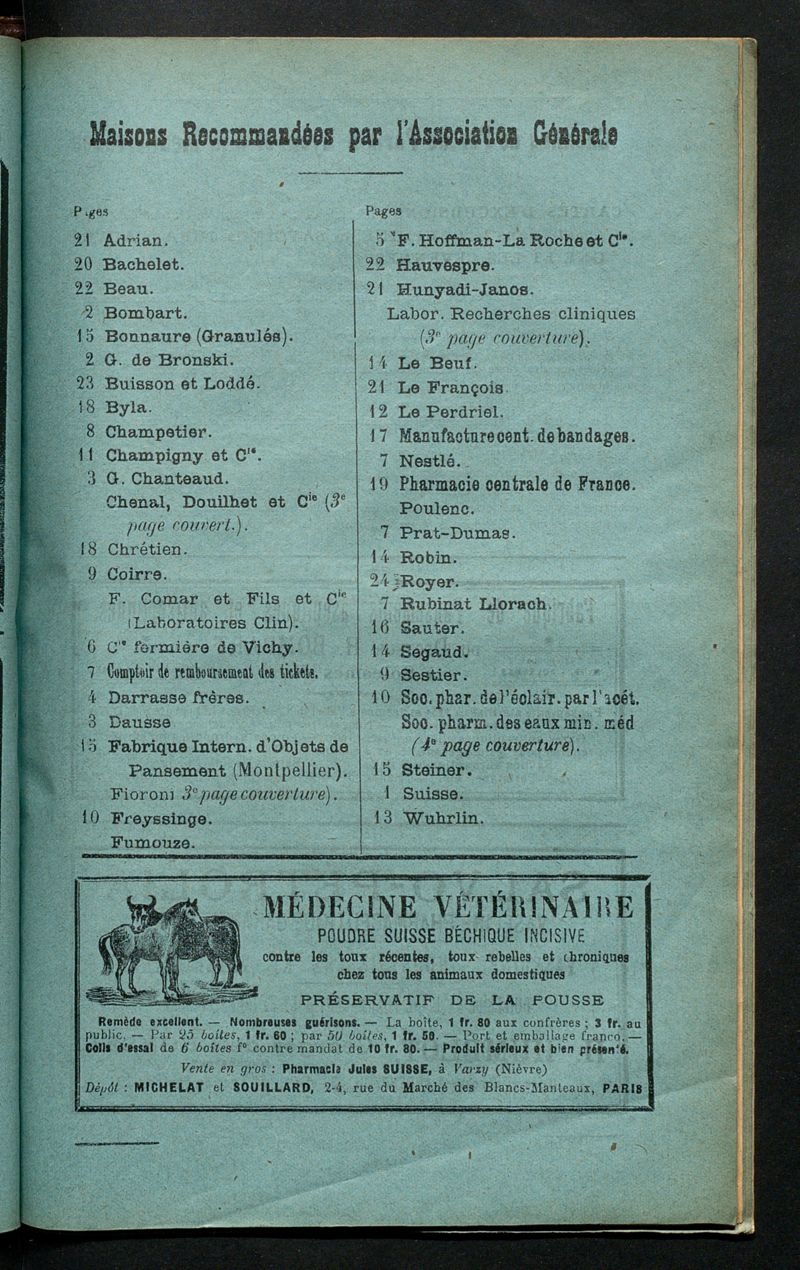 Maisons Recommandées par l'Association Générale
Pages
21 Adrian.
20 Bachelet.
22 Beau.
2 Bombart.
15 Bonnaure (Granulés).
2 G. de Bronski.
23 Buisson et Loddé.
18 Byla.
8 Champetier.
11 Champigny et Cie.
3 G. Chanteaud.
Chenal, Douilhet et Cie (3e
page couvert.).
18 Chrétien.
9 Coirre.
F. Comar et Fils et Cie
(Laboratoires Clin).
6 Cie fermière de Vichy.
7 Comptoir de remboursement des tickets.
4 Darrasse frères.
3 Dausse
15 Fabrique Intern. d'Objets de
Pansement (Montpellier).
Fioroni 3e page couverture).
10 Freyssinge.
Fumouze.
Pages
5 F. Hoffman-La Roche et Cie.
22 Hauvespre.
21 Hunyadi-Janos.
Labor. Recherches cliniques
(3e page couverture).
14 Le Beuf.
21 Le François
12 Le Perdriel.
17 Manufacture cent. de bandages.
7 Nestlé.
19 Pharmacie centrale de France.
Poulenc.
7 Prat-Dumas.
14 Robin.
24 Royer.
7 Rubinat Llorach.
16 Sauter.
14 Segaud.
9 Sestier.
10 Soc. phar. de l'éclair. par l'acét.
Soc. pharm. des eaux min. méd
(4e page couverture).
15 Steiner.
1 Suisse.
13 Wuhrlin.
MÉDECINE VÉTÉRINAIRE
POUDRE SUISSE BÉCHIQUE INCISIVE
contre les toux récentes, toux rebelles et chroniques
chez tous les animaux domestiques
PRÉSERVATIF DE LA POUSSE
Remède excellent. — Nombreuses guérisons. — La boîte, 1 fr. 80 aux confrères ; 3 fr. au
public. — Par 25 boîtes, 1 fr. 60 ; par 50 boîtes, 1 fr. 50. — Port et emballage franco. —
Colis d'essai de 6 boîtes fo contre mandat de 10 fr. 80. — Produit sérieux et bien présenté.
Vente en gros : Pharmacie Jules SUISSE, à Varzy (Nièvre)
Dépôt : MICHELAT et SOUILLARD, 2-4, rue du Marché des Blancs-Manteaux, PARIS